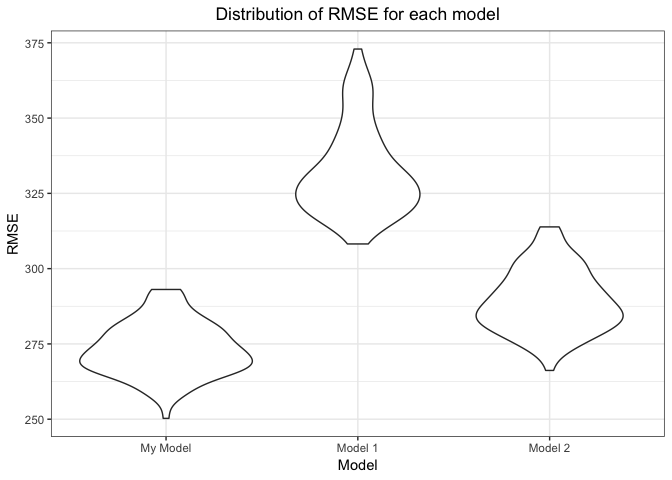 Distribution of RMSE for each model
375
350
325
300
275
250
RMSE
My Model
Model 1
Model 2
Model